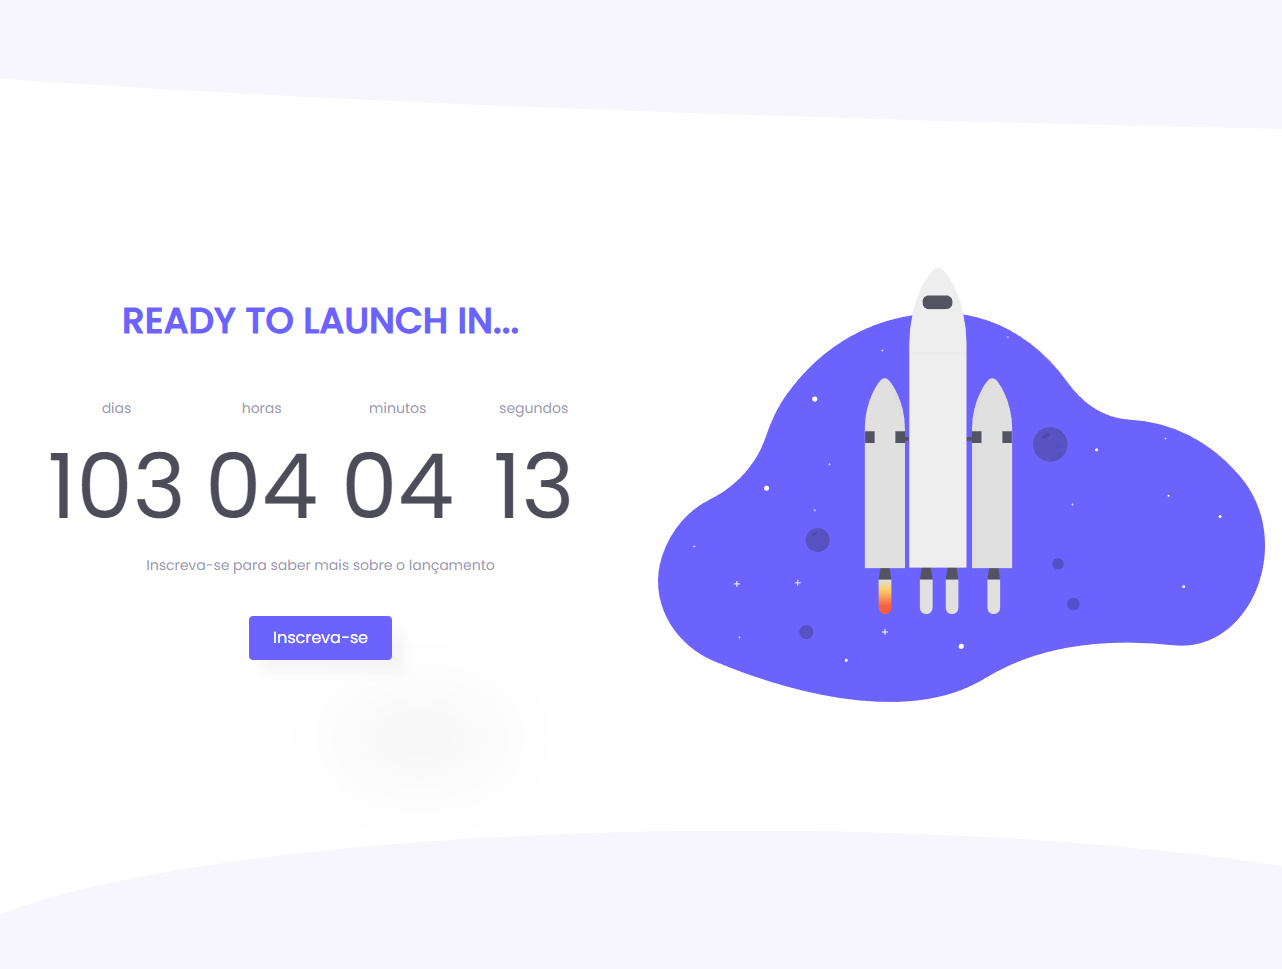 READY TO LAUNCH IN...
dias horas minutos segundos
103 04 04 13
Inscreva-se para saber mais sobre o lançamento
Inscreva-se